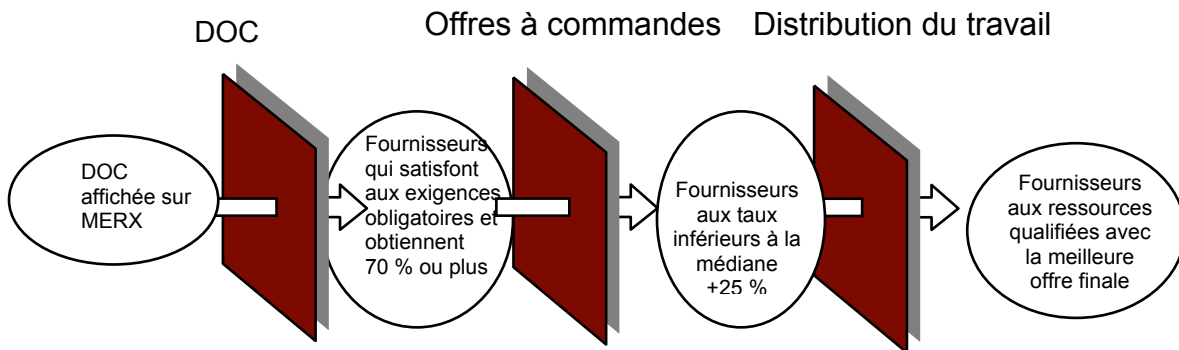 DOC
Offres à commandes
Distribution du travail
DOC
affichée sur
MERX
Fournisseurs
qui satisfont
aux exigences
obligatoires et
obtiennent
70 % ou plus
Fournisseurs
aux taux
inférieurs à la
médiane
+25 %
Fournisseurs
aux ressources
qualifiées avec
la meilleure
offre finale